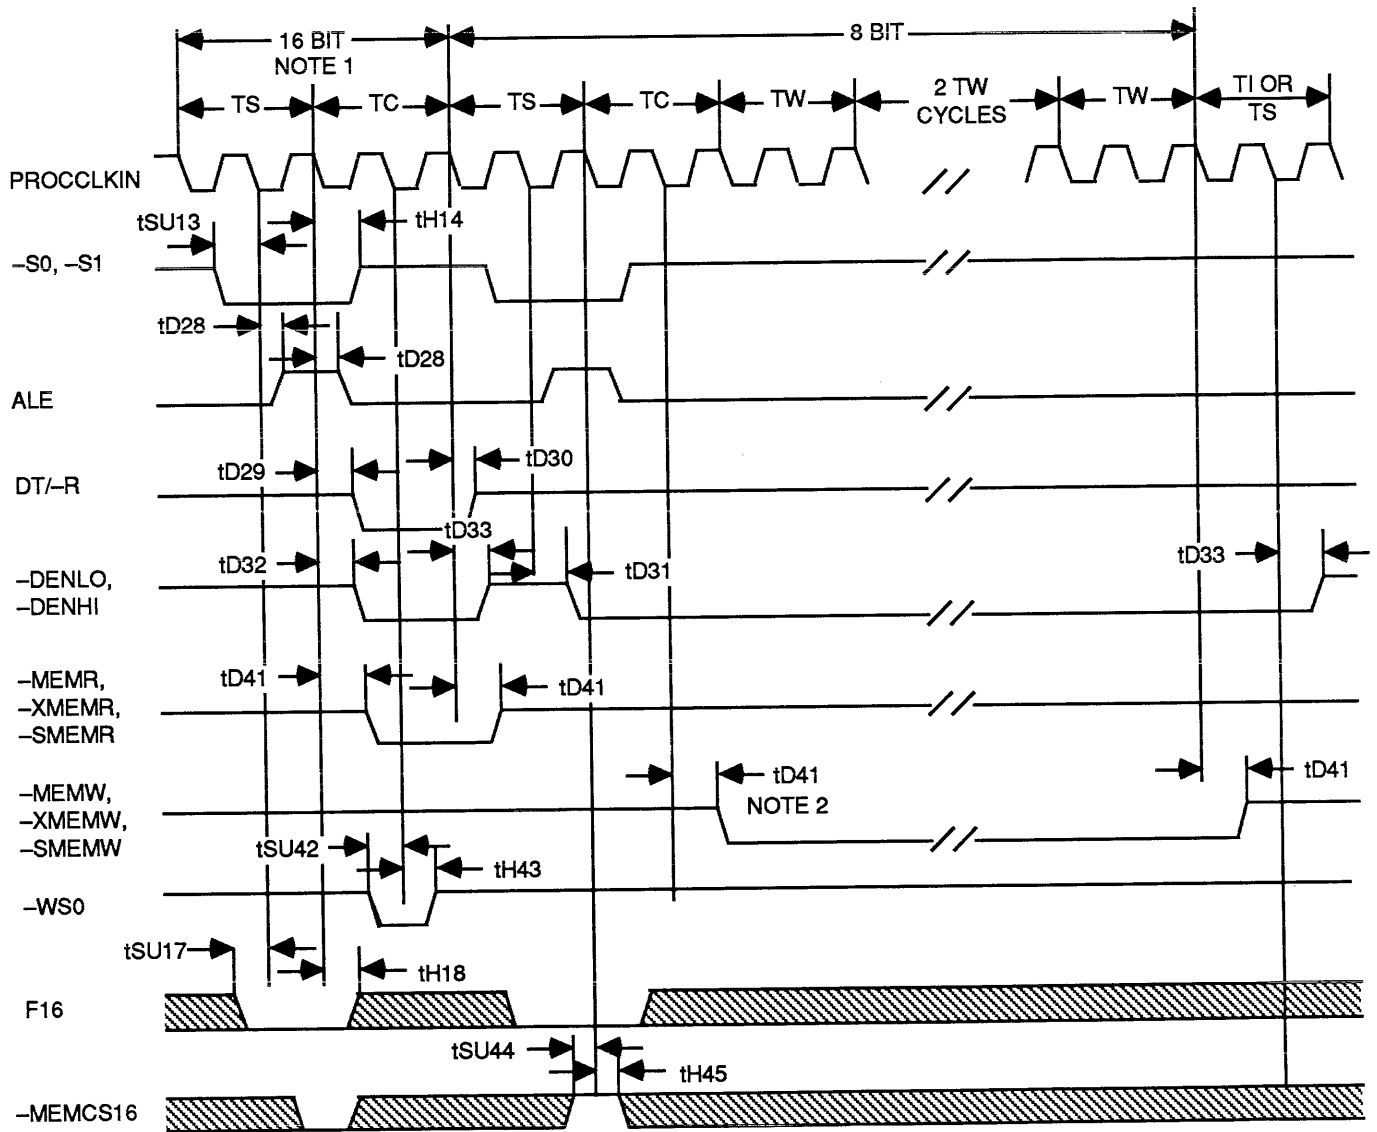 16 BIT
NOTE 1
8 BIT
TS
TC
TS
TC
TW
2 TW
CYCLES
TW
TI OR
TS
PROCCLKIN
tSU13
tH14
–S0, –S1
tD28
tD28
ALE
tD29
tD30
DT/–R
tD33
tD32
tD31
tD33
–DENLO,
–DENHI
tD41
tD41
–MEMR,
–XMEMR,
–SMEMR
tD41
NOTE 2
tD41
–MEMW,
–XMEMW,
–SMEMW
tSU42
tH43
–WS0
tSU17
tH18
F16
tSU44
tH45
–MEMCS16